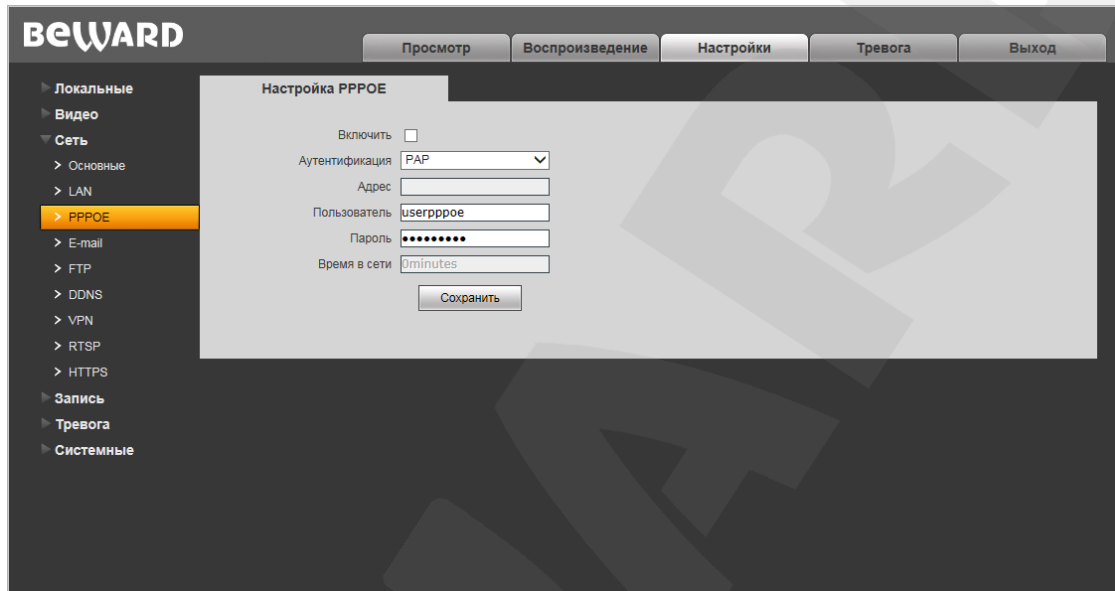 BEWARD
Просмотр Воспроизведение Настройки Тревога Выход
Локальные
Видео
Сеть
Основные
LAN
PPPOE
E-mail
FTP
DDNS
VPN
RTSP
HTTPS
Запись
Тревога
Системные
Настройка PPPOE
Включить
Аутентификация PAP
Адрес
Пользователь userpppoe
Пароль •••••••••
Время в сети 0minutes
Сохранить